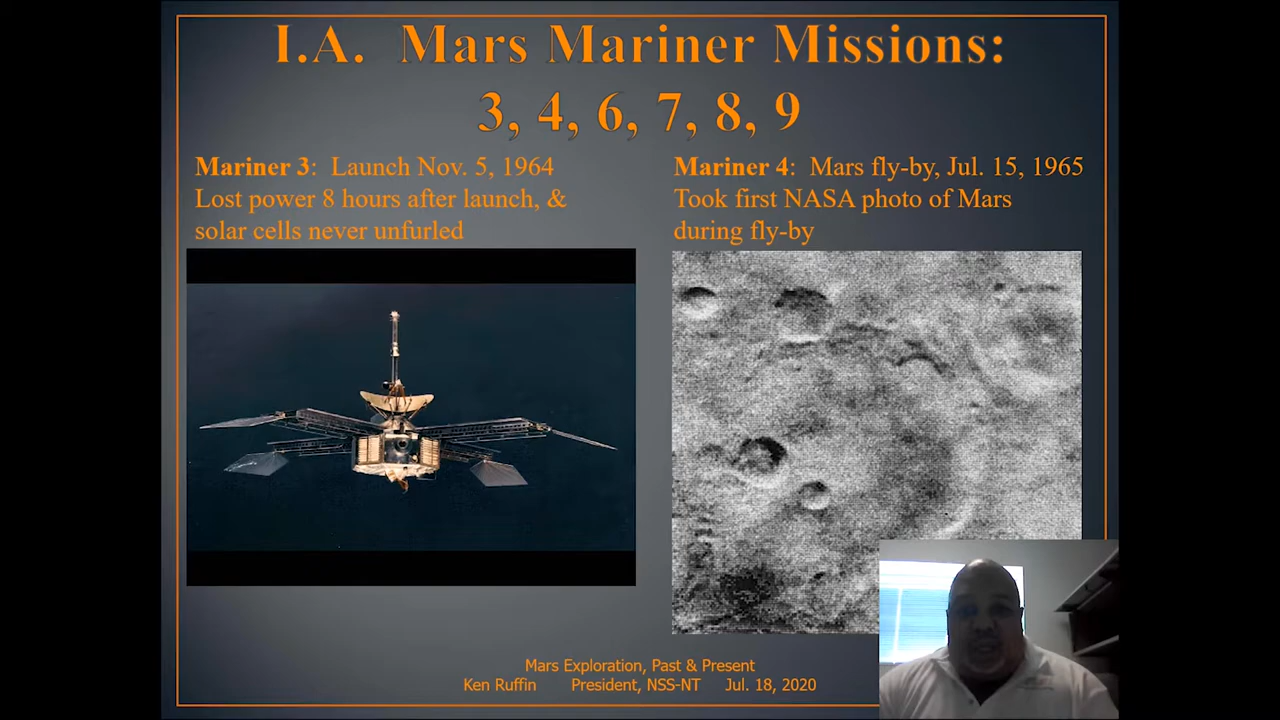 I.A. Mars Mariner Missions:
3, 4, 6, 7, 8, 9
Mariner 3: Launch Nov. 5, 1964
Lost power 8 hours after launch, &
solar cells never unfurled
Mariner 4: Mars fly-by, Jul. 15, 1965
Took first NASA photo of Mars
during fly-by
Mars Exploration, Past & Present
Ken Ruffin President, NSS-NT Jul. 18, 2020